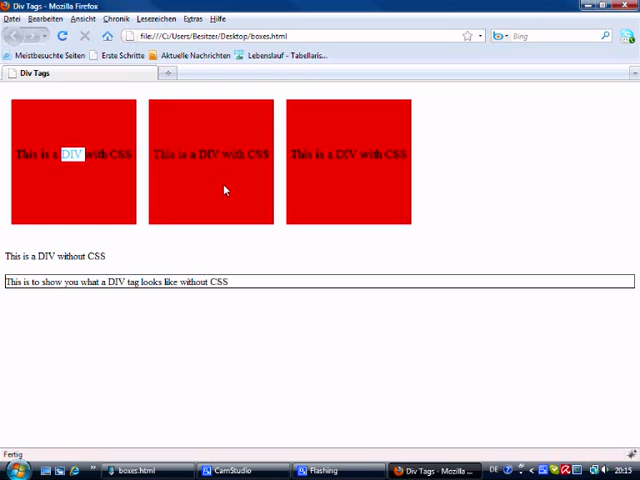 Div Tags - Mozilla Firefox
Datei Bearbeiten Ansicht Chronik Lesezeichen Extras Hilfe
file:///C:/Users/Besitzer/Desktop/boxes.html
Bing
Meistbesuchte Seiten Erste Schritte Aktuelle Nachrichten Lebenslauf - Tabellaris...
Div Tags
This is a DIV with CSS This is a DIV with CSS This is a DIV with CSS
This is a DIV without CSS
This is to show you what a DIV tag looks like without CSS
Fertig
boxes.html CamStudio Flashing Div Tags - Mozilla ... DE 20:15